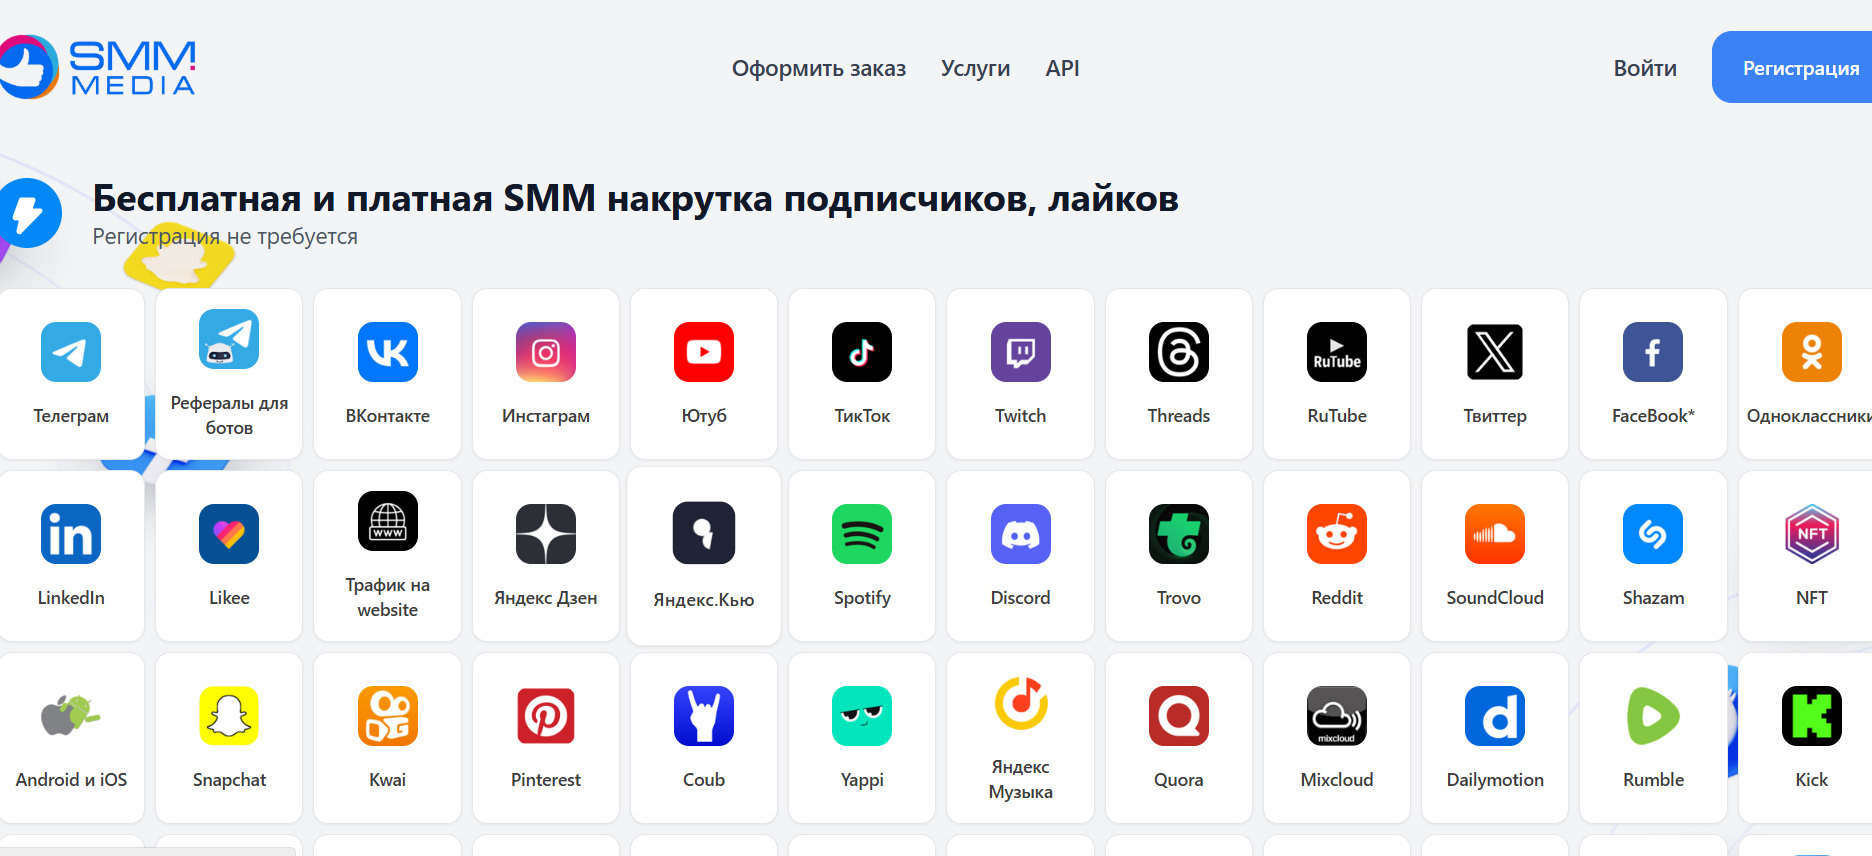 SMM!
MEDIA
Оформить заказ Услуги API
Войти Регистрация
Бесплатная и платная SMM накрутка подписчиков, лайков
Регистрация не требуется
Телеграм
Рефералы для
ботов
ВКонтакте
Инстаграм
Ютуб
ТикТок
Twitch
Threads
RuTube
RuTube
Твиттер
FaceBook*
Одноклассники
in
LinkedIn
Likee
WWW
Трафик на
website
Яндекс Дзен
Яндекс.Кью
Spotify
Discord
Trovo
Reddit
SoundCloud
Shazam
NFT
NFT
Android и iOS
Snapchat
Kwai
Pinterest
Coub
Yappi
Яндекс
Музыка
Quora
mixcloud
Mixcloud
Dailymotion
Rumble
Kick